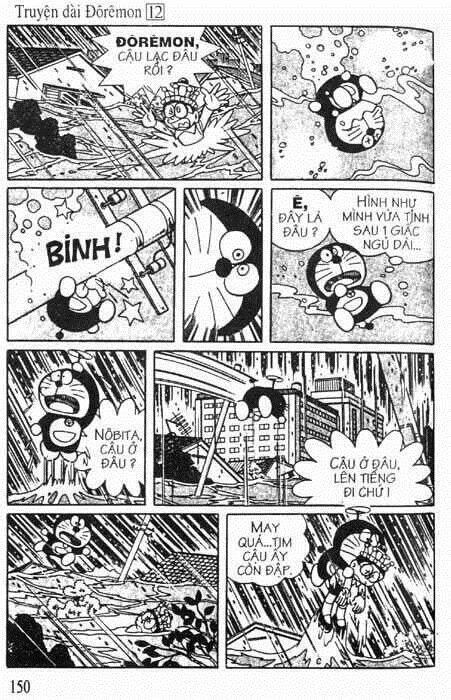 Truyện dài Đôrêmon 12
ĐÔRÊMON,
CẬU LẠC ĐÂU
RỒI ?
BÌNH!
Ê,
ĐÂY LÀ
ĐÂU ?
HÌNH NHƯ
MÌNH VỪA TỈNH
SAU 1 GIẤC
NGỦ DÀI...
NÔBITA,
CẬU Ở
ĐÂU ?
CẬU Ở ĐÂU,
LÊN TIẾNG
ĐI CHỨ !
MAY
QUÁ...TIM
CẬU ẤY
CÒN ĐẬP.
150